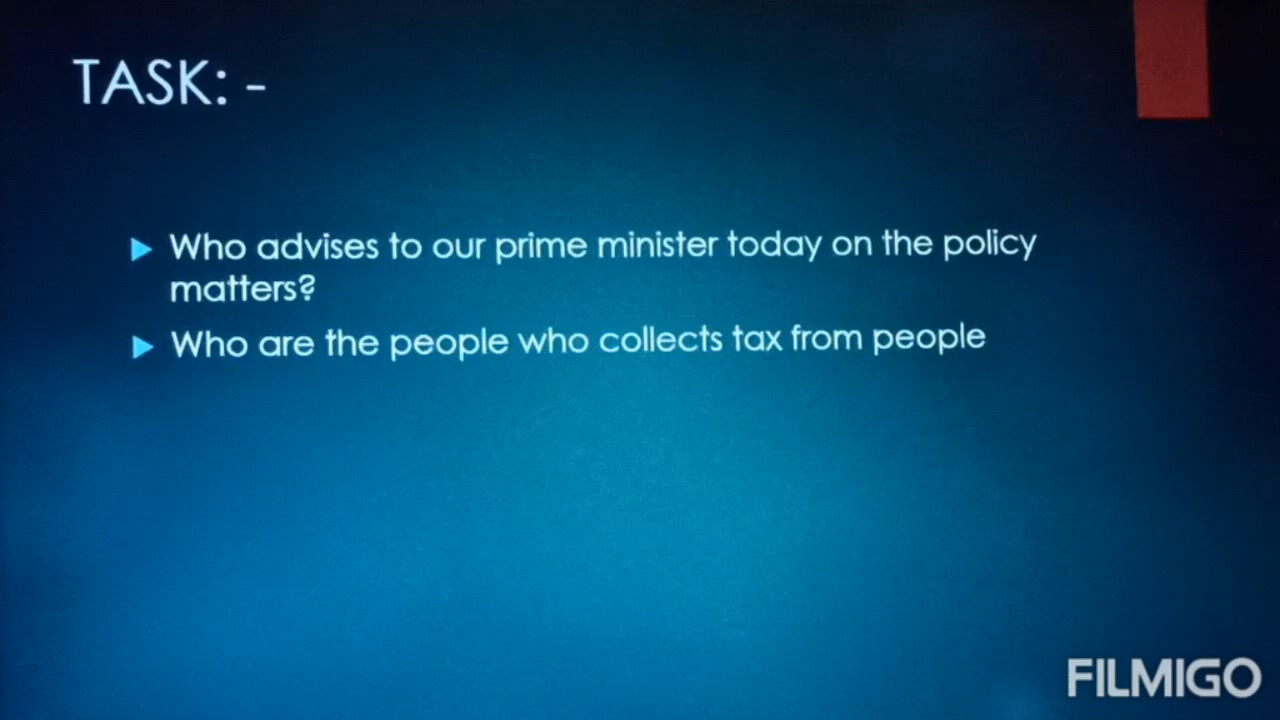 TASK: -
Who advises to our prime minister today on the policy
matters?
Who are the people who collects tax from people
FILMIGO